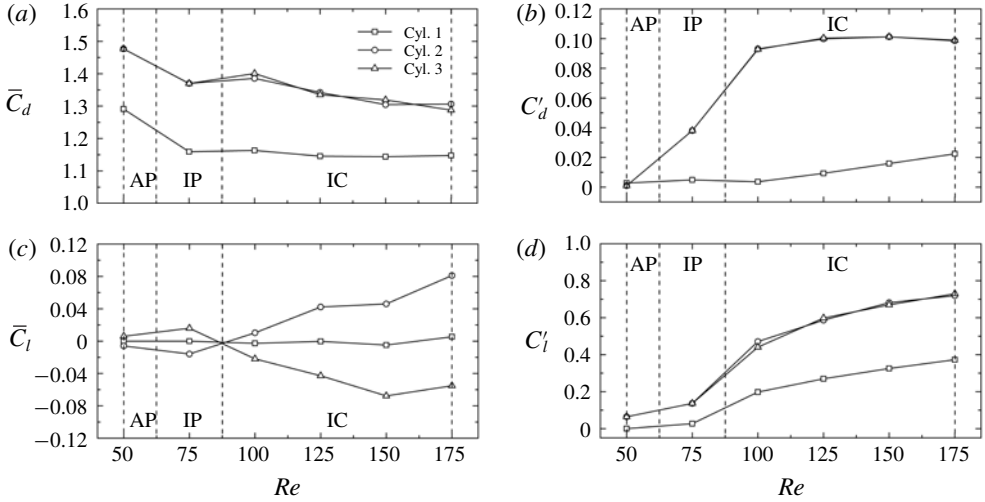 (a)
1.6
1.5
1.4
1.3
1.2
1.1
1.0
C̅d
AP
IP
IC
Cyl. 1
Cyl. 2
Cyl. 3
(b)
0.12
0.10
0.08
0.06
0.04
0.02
0
C′d
AP
IP
IC
(c)
0.12
0.08
0.04
0
−0.04
−0.08
−0.12
C̅l
AP
IP
IC
50 75 100 125 150 175
Re
(d)
1.0
0.8
0.6
0.4
0.2
0
C′l
AP
IP
IC
50 75 100 125 150 175
Re